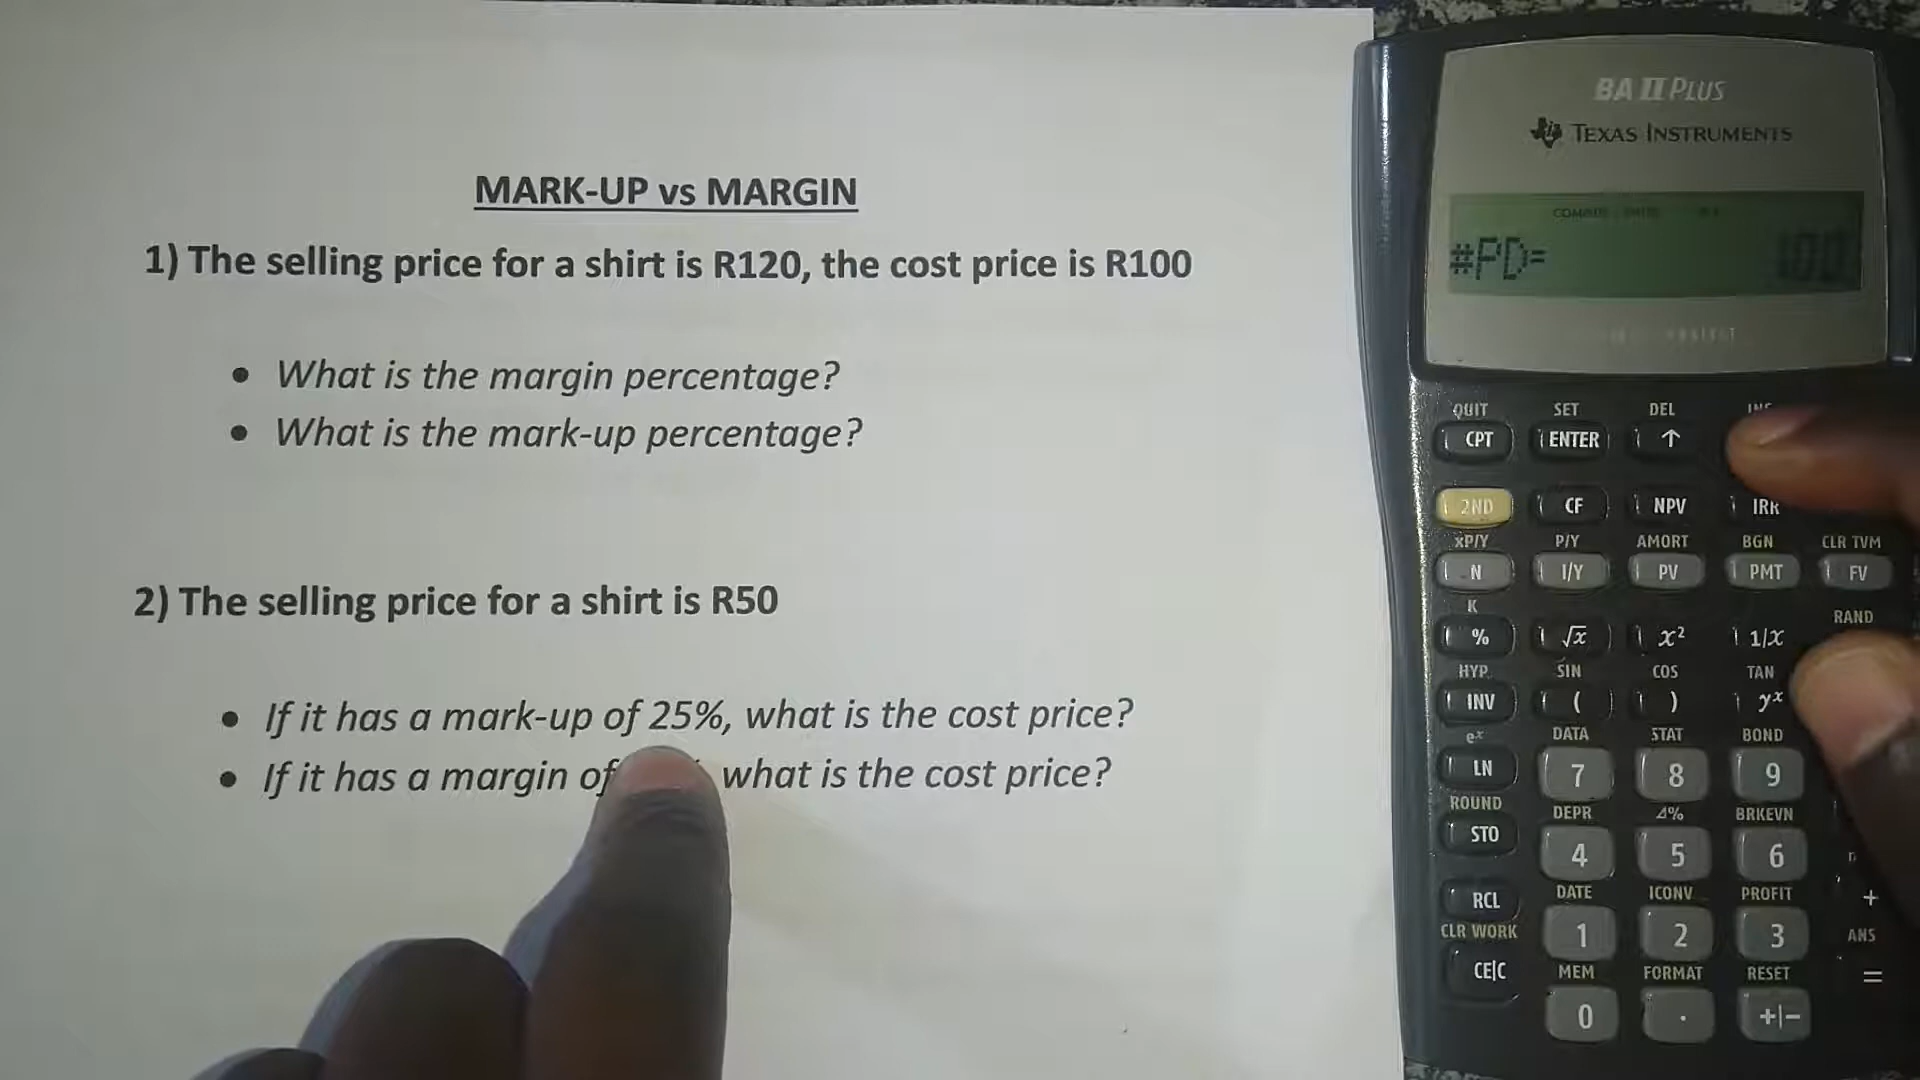 MARK-UP vs MARGIN
1) The selling price for a shirt is R120, the cost price is R100
• What is the margin percentage?
• What is the mark-up percentage?
2) The selling price for a shirt is R50
• If it has a mark-up of 25%, what is the cost price?
• If it has a margin of what is the cost price?
BA II PLUS
TEXAS INSTRUMENTS
COMPUTE ENTER
#PD= 1.00
QUIT SET DEL
CPT ENTER ↑
2ND CF NPV IRR
xP/Y P/Y AMORT BGN CLR TVM
N I/Y PV PMT FV
K RAND
% √x x² 1/x
HYP SIN COS TAN
INV ( ) yˣ
eˣ DATA STAT BOND
LN 7 8 9
ROUND DEPR Δ% BRKEVN
STO 4 5 6
DATE ICONV PROFIT
RCL +
CLR WORK 1 2 3 ANS
CE|C MEM FORMAT RESET =
0 . +|−